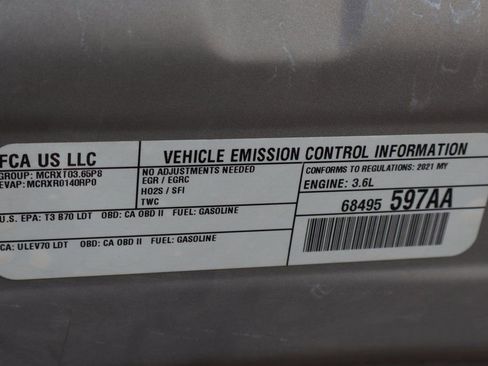 FCA US LLC
VEHICLE EMISSION CONTROL INFORMATION
GROUP: MCRXT03.65P8
EVAP: MCRXR0140RP0
NO ADJUSTMENTS NEEDED
EGR / EGRC
HO2S / SFI
TWC
CONFORMS TO REGULATIONS: 2021 MY
ENGINE: 3.6L
U.S. EPA: T3 B70 LDT OBD: CA OBD II FUEL: GASOLINE
CA: ULEV70 LDT OBD: CA OBD II FUEL: GASOLINE
68495 597AA